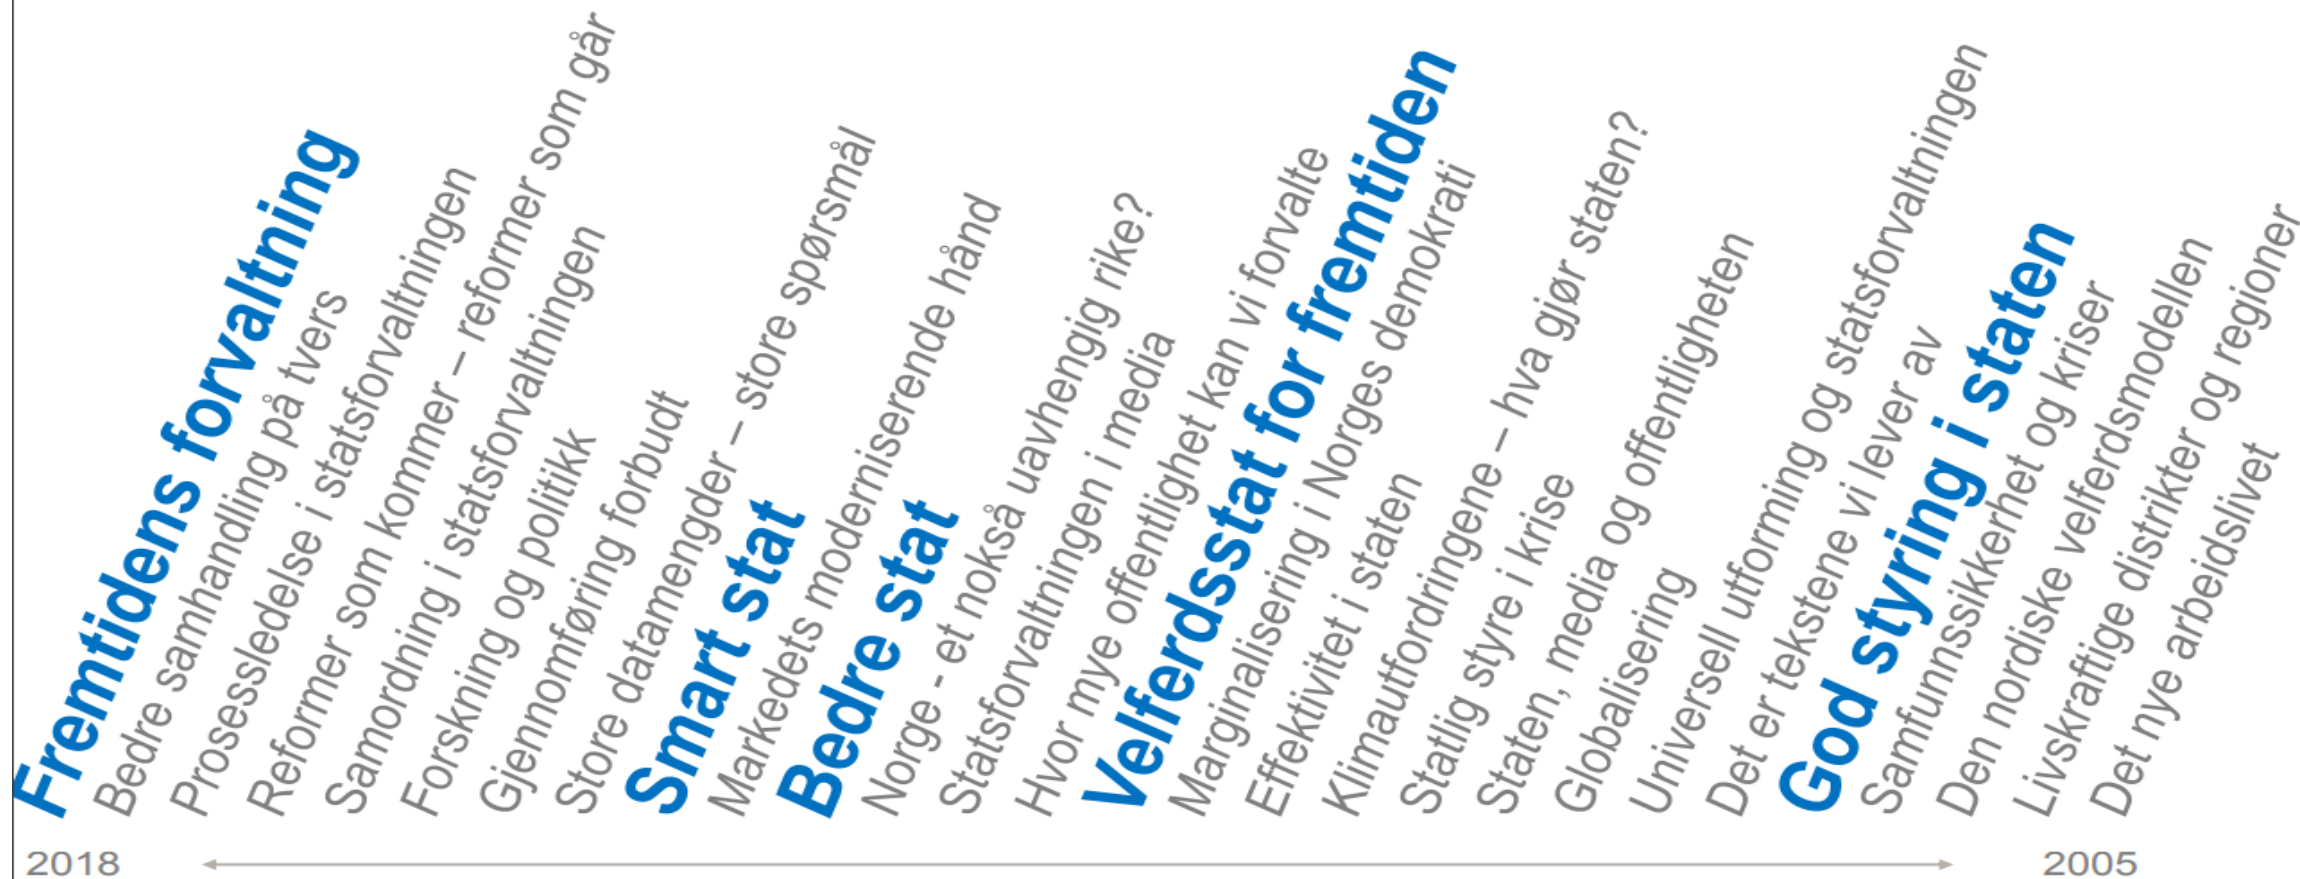 Fremtidens forvaltning
Bedre samhandling på tvers
Prosessledelse i statsforvaltningen
Reformer som kommer – reformer som går
Samordning i statsforvaltningen
Forskning og politikk
Gjennomføring forbudt
Store datamengder – store spørsmål
Smart stat
Markedets moderniserende hånd
Bedre stat
Norge - et nokså uavhengig rike?
Statsforvaltningen i media
Hvor mye offentlighet kan vi forvalte
Velferdsstat for fremtiden
Marginalisering i Norges demokrati
Effektivitet i staten
Klimautfordringene – hva gjør staten?
Statlig styre i krise
Staten, media og offentligheten
Globalisering
Universell utforming og statsforvaltningen
Det er tekstene vi lever av
God styring i staten
Samfunnssikkerhet og kriser
Den nordiske velferdsmodellen
Livskraftige distrikter og regioner
Det nye arbeidslivet
2018
2005